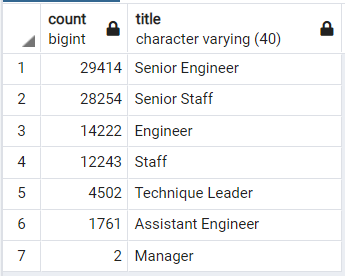 count title
bigint character varying (40)
1 29414 Senior Engineer
2 28254 Senior Staff
3 14222 Engineer
4 12243 Staff
5 4502 Technique Leader
6 1761 Assistant Engineer
7 2 Manager